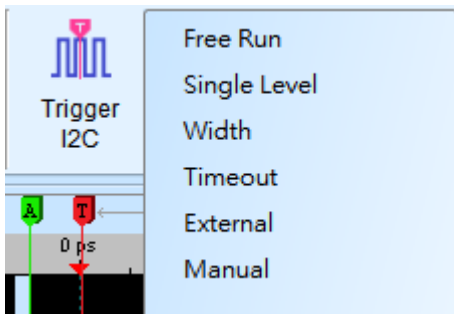 T
Trigger
I2C
A
T
0 ps
Free Run
Single Level
Width
Timeout
External
Manual